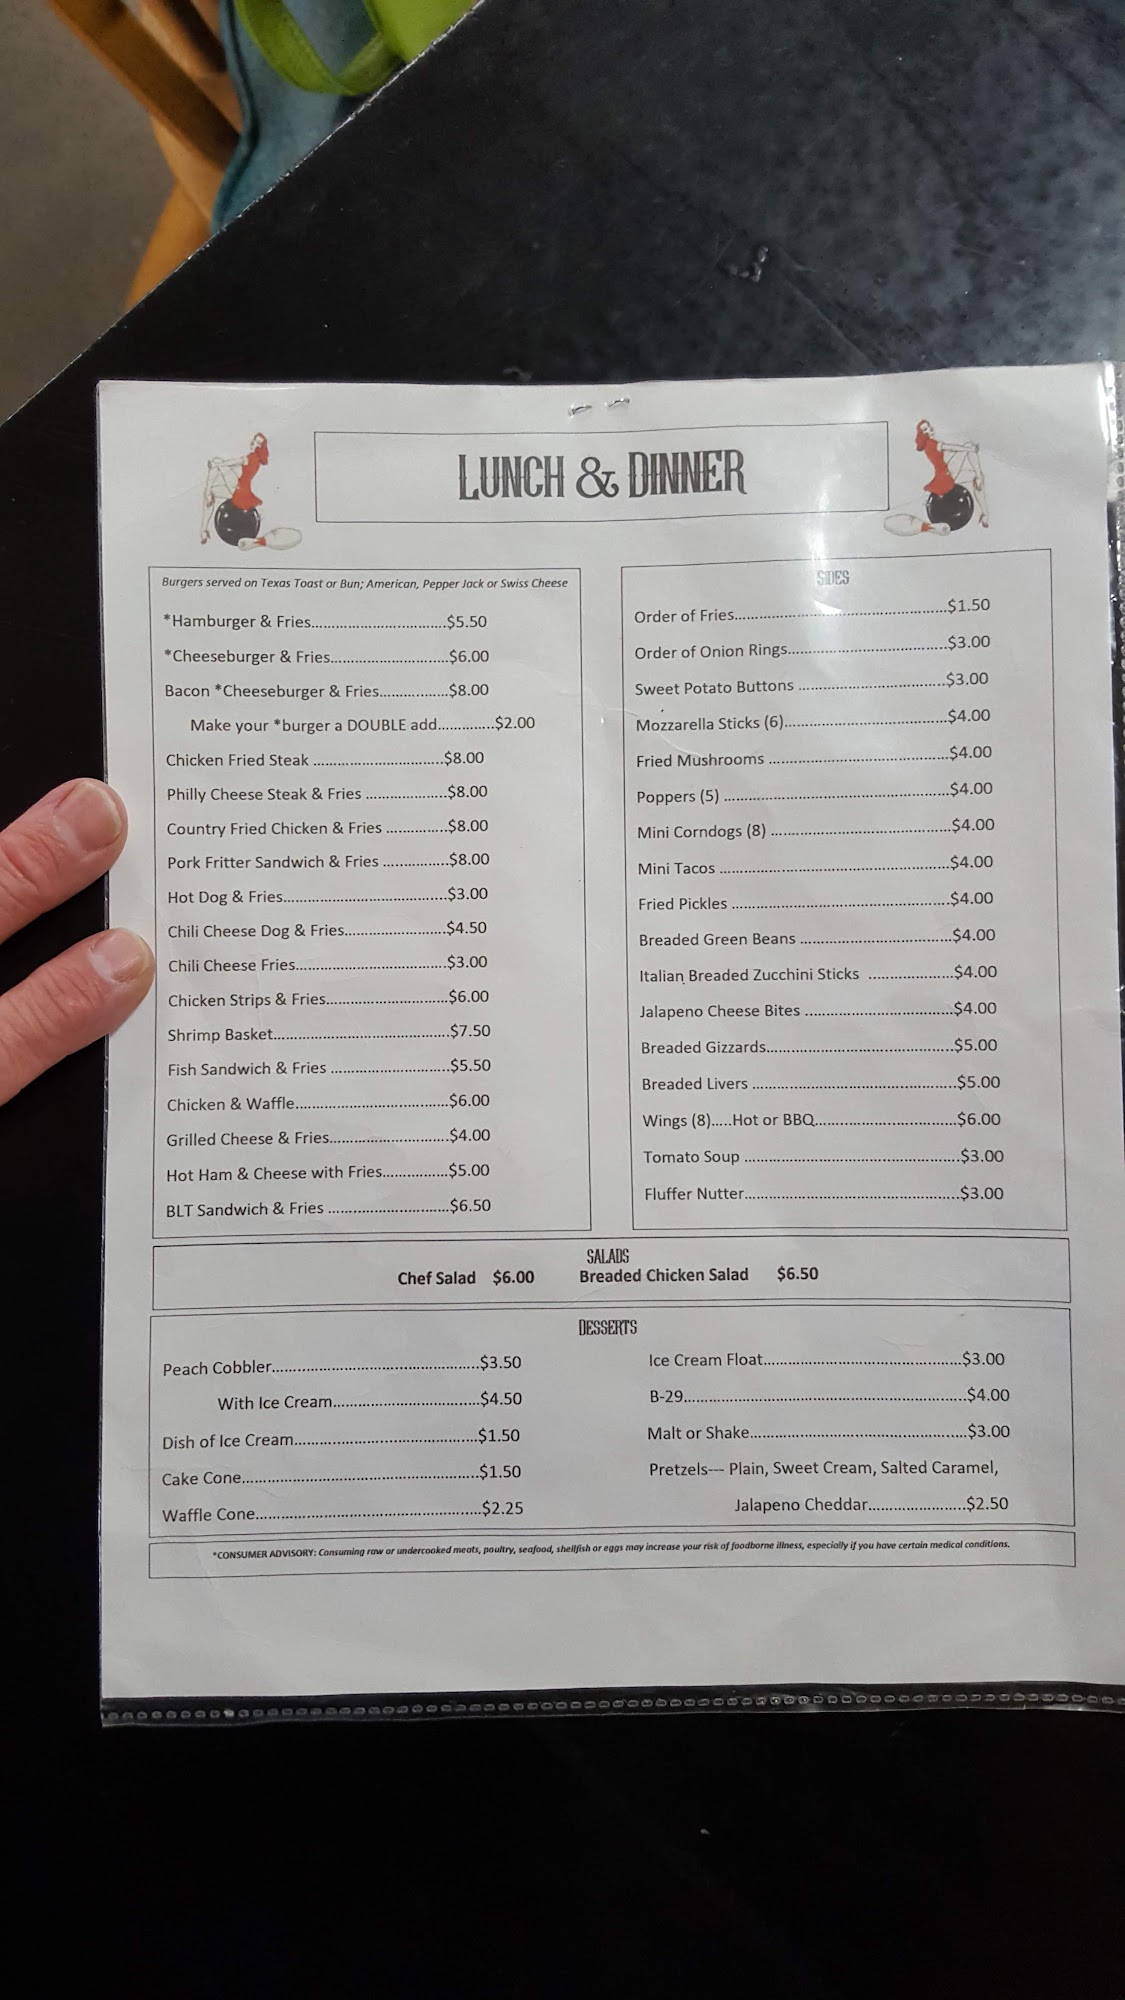 LUNCH & DINNER
Burgers served on Texas Toast or Bun; American, Pepper Jack or Swiss Cheese
*Hamburger & Fries..............................$5.50
*Cheeseburger & Fries..........................$6.00
Bacon *Cheeseburger & Fries...............$8.00
Make your *burger a DOUBLE add.............$2.00
Chicken Fried Steak ..............................$8.00
Philly Cheese Steak & Fries ...................$8.00
Country Fried Chicken & Fries ..............$8.00
Pork Fritter Sandwich & Fries ...............$8.00
Hot Dog & Fries.....................................$3.00
Chili Cheese Dog & Fries.......................$4.50
Chili Cheese Fries..................................$3.00
Chicken Strips & Fries...........................$6.00
Shrimp Basket.......................................$7.50
Fish Sandwich & Fries ..........................$5.50
Chicken & Waffle..................................$6.00
Grilled Cheese & Fries...........................$4.00
Hot Ham & Cheese with Fries...............$5.00
BLT Sandwich & Fries ...........................$6.50
SIDES
Order of Fries..............................................$1.50
Order of Onion Rings...................................$3.00
Sweet Potato Buttons .................................$3.00
Mozzarella Sticks (6)....................................$4.00
Fried Mushrooms ........................................$4.00
Poppers (5) ..................................................$4.00
Mini Corndogs (8) ........................................$4.00
Mini Tacos ...................................................$4.00
Fried Pickles ................................................$4.00
Breaded Green Beans .................................$4.00
Italian Breaded Zucchini Sticks ...................$4.00
Jalapeno Cheese Bites .................................$4.00
Breaded Gizzards.........................................$5.00
Breaded Livers .............................................$5.00
Wings (8).....Hot or BBQ...............................$6.00
Tomato Soup ...............................................$3.00
Fluffer Nutter...............................................$3.00
SALADS
Chef Salad $6.00 Breaded Chicken Salad $6.50
DESSERTS
Peach Cobbler..............................................$3.50
With Ice Cream.................................$4.50
Dish of Ice Cream.........................................$1.50
Cake Cone.....................................................$1.50
Waffle Cone..................................................$2.25
Ice Cream Float............................................$3.00
B-29..............................................................$4.00
Malt or Shake................................................$3.00
Pretzels--- Plain, Sweet Cream, Salted Caramel,
Jalapeno Cheddar......................$2.50
*CONSUMER ADVISORY: Consuming raw or undercooked meats, poultry, seafood, shellfish or eggs may increase your risk of foodborne illness, especially if you have certain medical conditions.